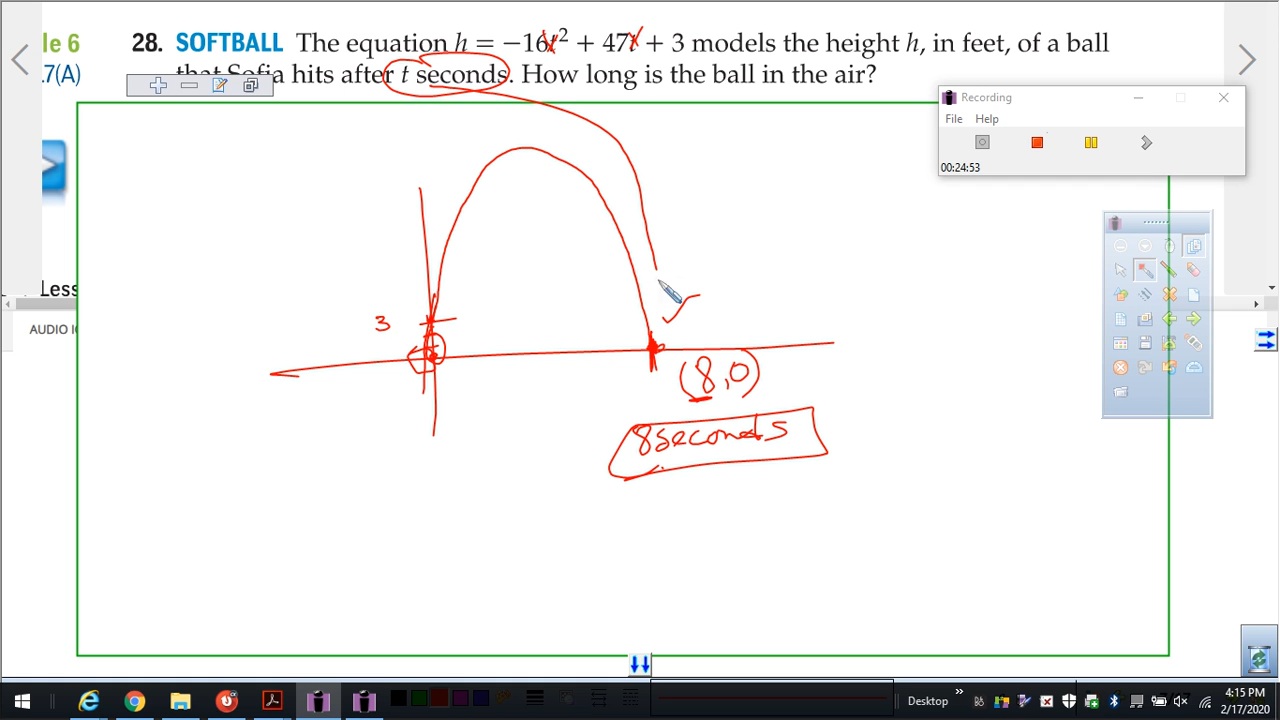 le 6
.7(A)
28. SOFTBALL The equation h = −16t² + 47t + 3 models the height h, in feet, of a ball
that Sofia hits after t seconds. How long is the ball in the air?
Recording
File Help
00:24:53
Less
AUDIO
3
(8,0)
8 seconds
Desktop
4:15 PM
2/17/2020